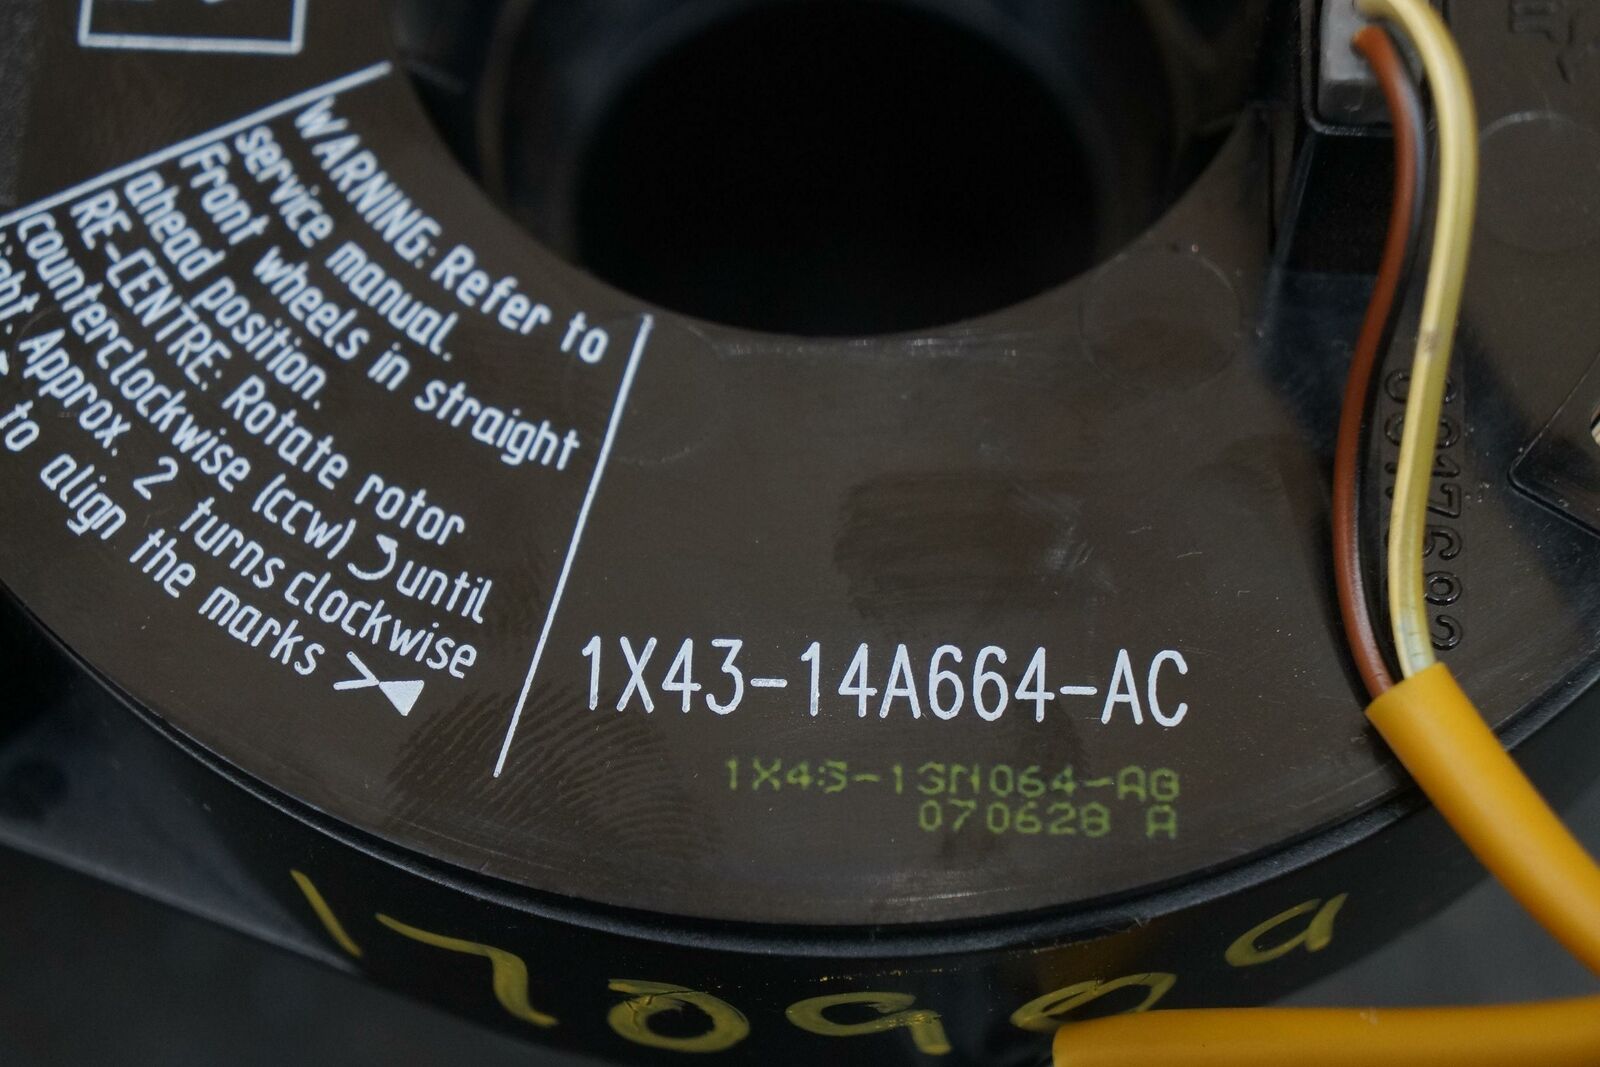 WARNING: Refer to
service manual.
Front wheels in straight
ahead position.
RE-CENTRE: Rotate rotor
counterclockwise (ccw) until
Approx. 2 turns clockwise
to align the marks
1X43-14A664-AC
1X43-13N064-AG
070628 A